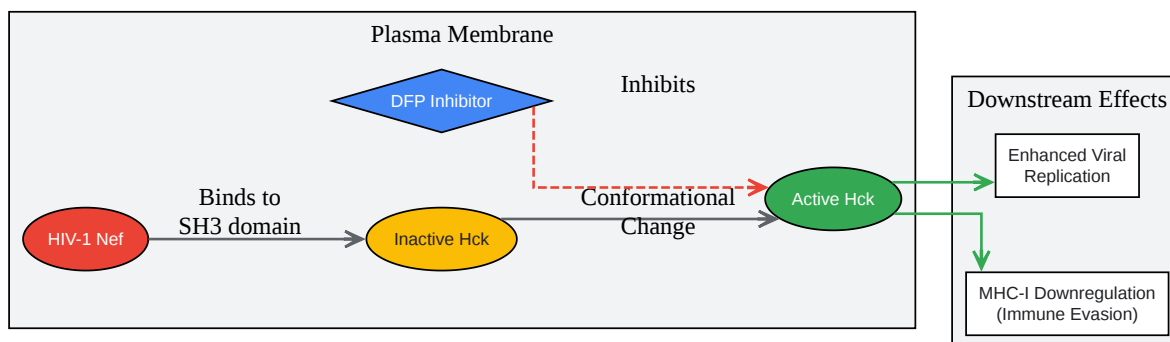 Plasma Membrane
DFP Inhibitor
Inhibits
Downstream Effects
Enhanced Viral
Replication
Binds to
SH3 domain
Conformational
Change
Active Hck
HIV-1 Nef
Inactive Hck
MHC-I Downregulation
(Immune Evasion)